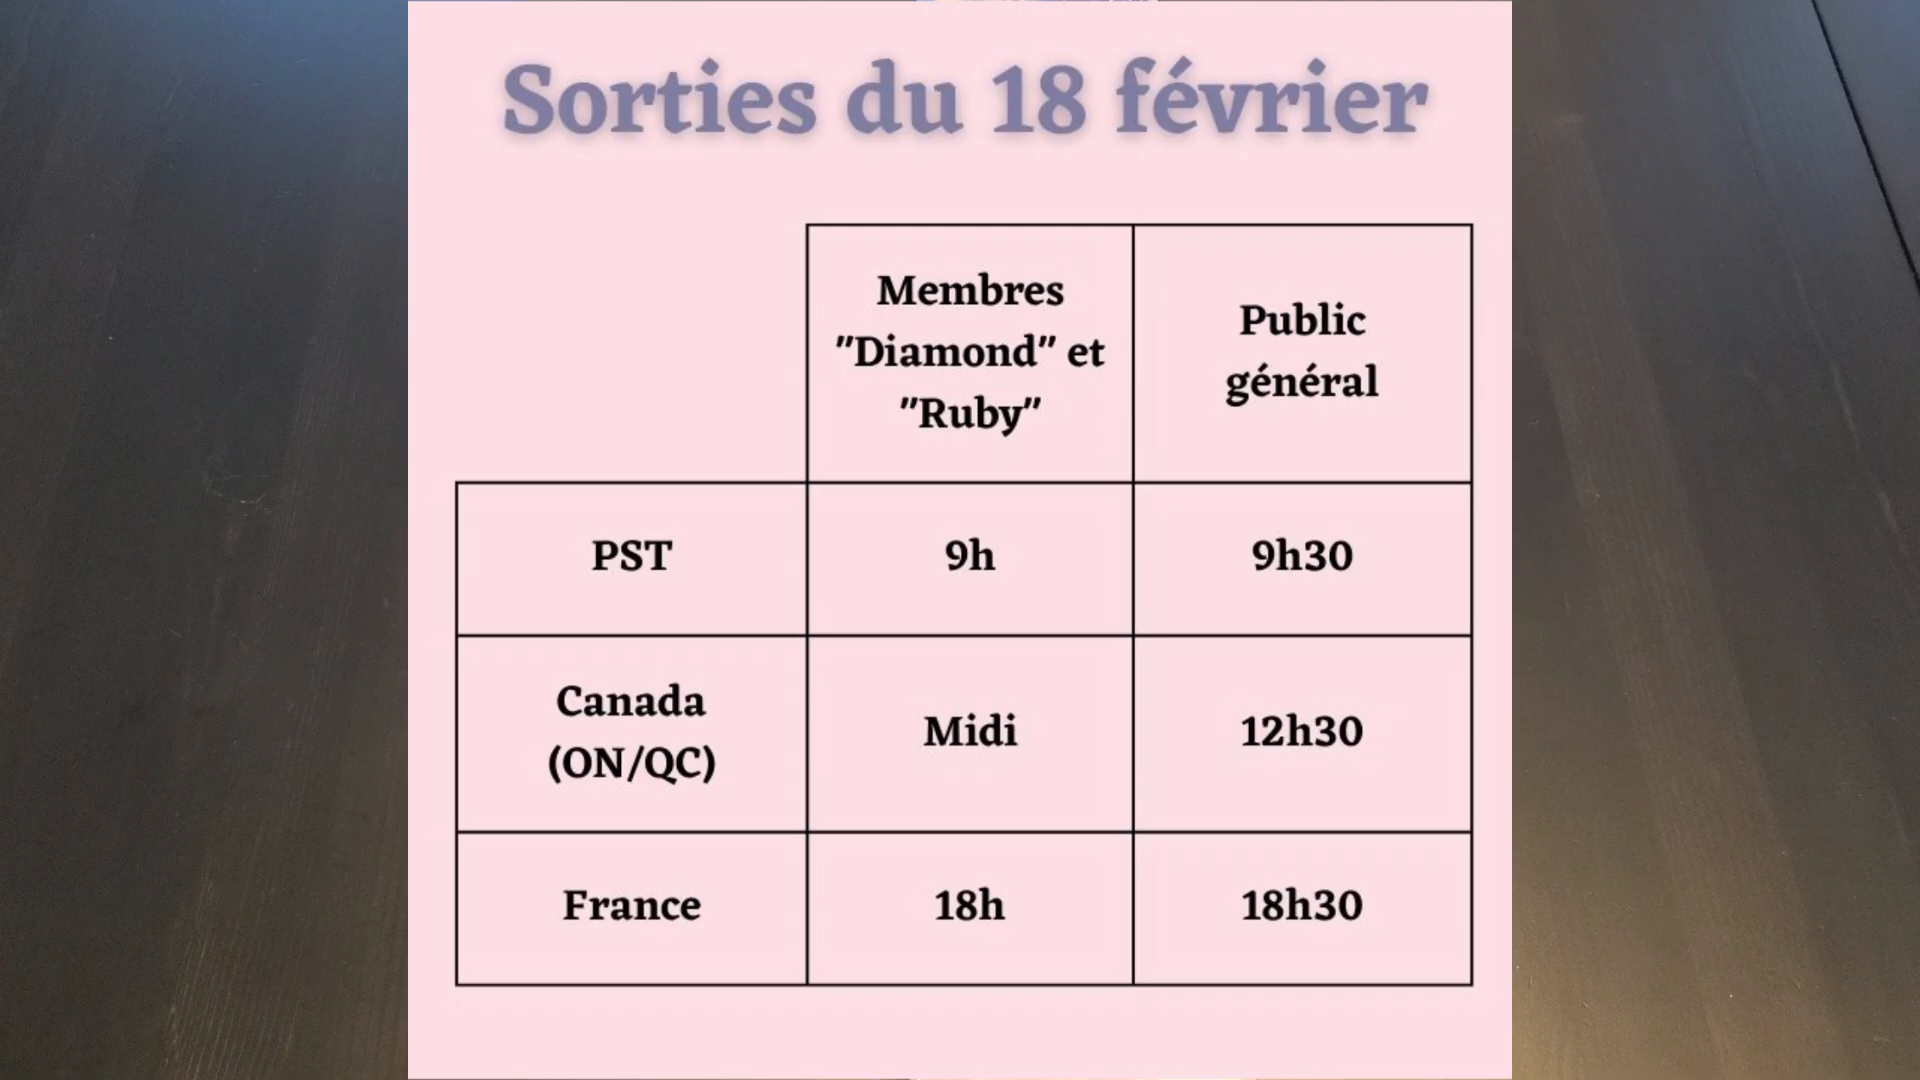 Sorties du 18 février
Membres
"Diamond" et
"Ruby"
Public
général
PST
9h
9h30
Canada
(ON/QC)
Midi
12h30
France
18h
18h30